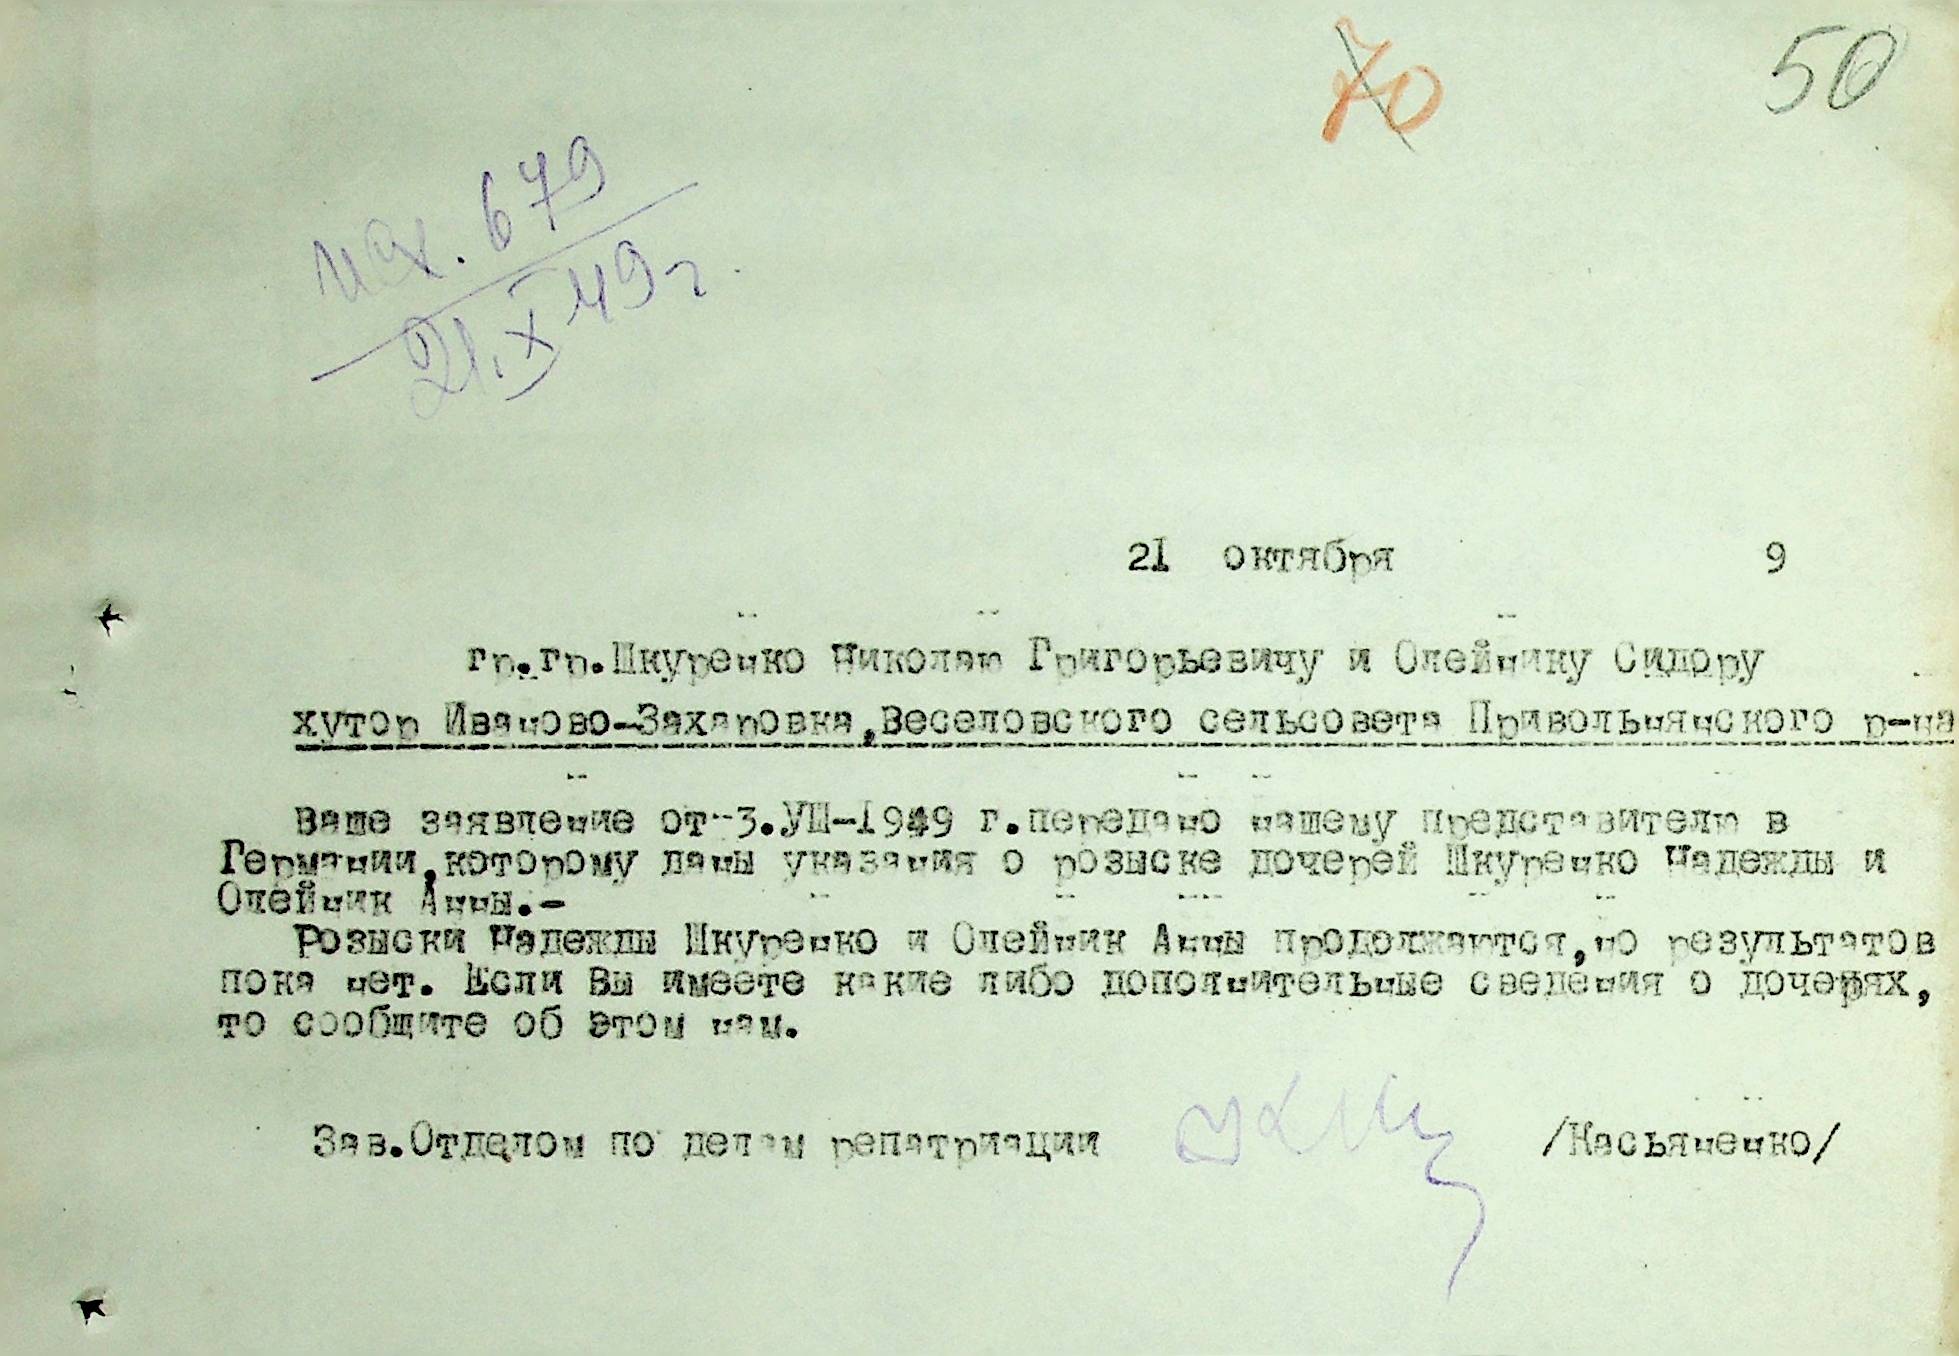 70
50
исх. 679
21.X 49 г.
21 октября 9
гр.гр.Шкуренко Николаю Григорьевичу и Олейнику Сидору
хутор Иваново-Захаровка,Веселовского сельсовета Привольнянского р-на
Ваше заявление от 3.УШ-1949 г.передано нашему представителю в
Германии,которому даны указания о розыске дочерей Шкуренко Надежды и
Олейник Анны.-
Розыски Надежды Шкуренко и Олейник Анны продолжаются,но результатов
пока нет. Если Вы имеете какие либо дополнительные сведения о дочерях,
то сообщите об этом нам.
Зав.Отделом по делам репатриации /Касьяненко/